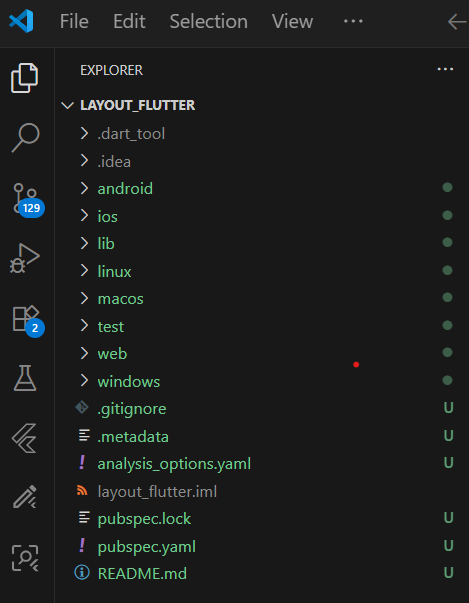 File Edit Selection View ...
EXPLORER ...
LAYOUT_FLUTTER
.dart_tool
.idea
android
ios
lib
129
linux
macos
test
2
web
windows
.gitignore U
.metadata U
analysis_options.yaml U
layout_flutter.iml
pubspec.lock U
pubspec.yaml U
README.md U